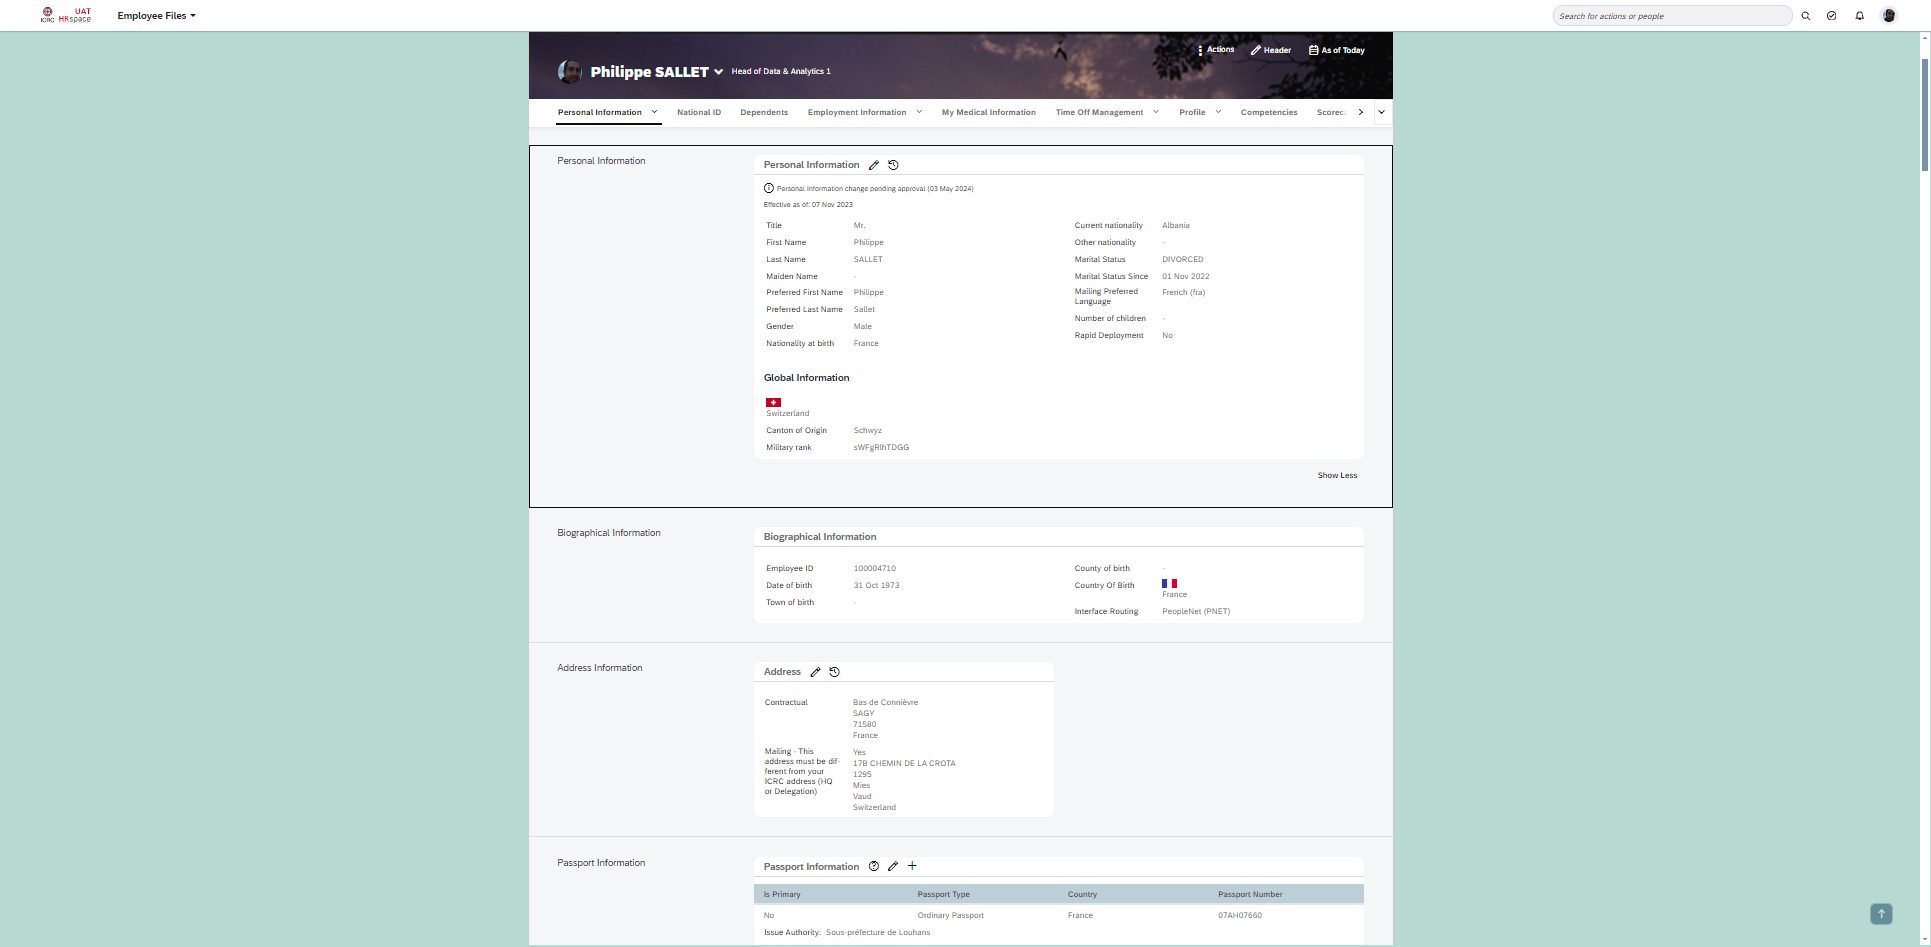 ICRC UAT HRspace Employee Files Search for actions or people
Actions Header As of Today
Philippe SALLET Head of Data & Analytics 1
Personal Information National ID Dependents Employment Information My Medical Information Time Off Management Profile Competencies Scorec
Personal Information
Personal Information
Personal Information change pending approval (03 May 2024)
Effective as of: 07 Nov 2023
Title Mr.
First Name Philippe
Last Name SALLET
Maiden Name -
Preferred First Name Philippe
Preferred Last Name Sallet
Gender Male
Nationality at birth France
Current nationality Albania
Other nationality -
Marital Status DIVORCED
Marital Status Since 01 Nov 2022
Mailing Preferred French (fra)
Language
Number of children -
Rapid Deployment No
Global Information
Switzerland
Canton of Origin Schwyz
Military rank sWFgRlhTDGG
Show Less
Biographical Information
Biographical Information
Employee ID 100004710
Date of birth 31 Oct 1973
Town of birth -
County of birth -
Country Of Birth
France
Interface Routing PeopleNet (PNET)
Address Information
Address
Contractual Bas de Connièvre
SAGY
71580
France
Mailing - This
address must be dif-
ferent from your
ICRC address (HQ
or Delegation)
Yes
17B CHEMIN DE LA CROTA
1295
Mies
Vaud
Switzerland
Passport Information
Passport Information
Is Primary Passport Type Country Passport Number
No Ordinary Passport France 07AH07660
Issue Authority: Sous-préfecture de Louhans